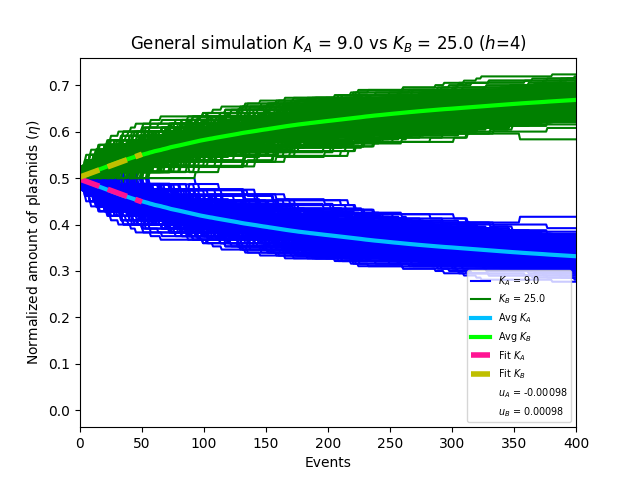 General simulation K_A = 9.0 vs K_B = 25.0 (h=4)
Normalized amount of plasmids (η)
0.7
0.6
0.5
0.4
0.3
0.2
0.1
0.0
K_A = 9.0
K_B = 25.0
Avg K_A
Avg K_B
Fit K_A
Fit K_B
u_A = -0.00098
u_B = 0.00098
0 50 100 150 200 250 300 350 400
Events